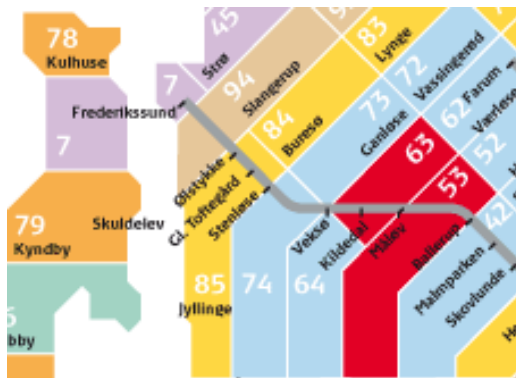 45
83
78
Kulhuse
Strø
Lynge
7
94
Slangerup
72
Vassingerød
Frederikssund
84
Buresø
73
Ganløse
62
Farum
Værløse
7
63
52
Ølstykke
Gl. Toftegård
Stenløse
53
79
Kyndby
Skuldelev
Veksø
Kildedal
Måløv
Ballerup
42
Malmparken
Skovlunde
85
Jyllinge
74
64
bby